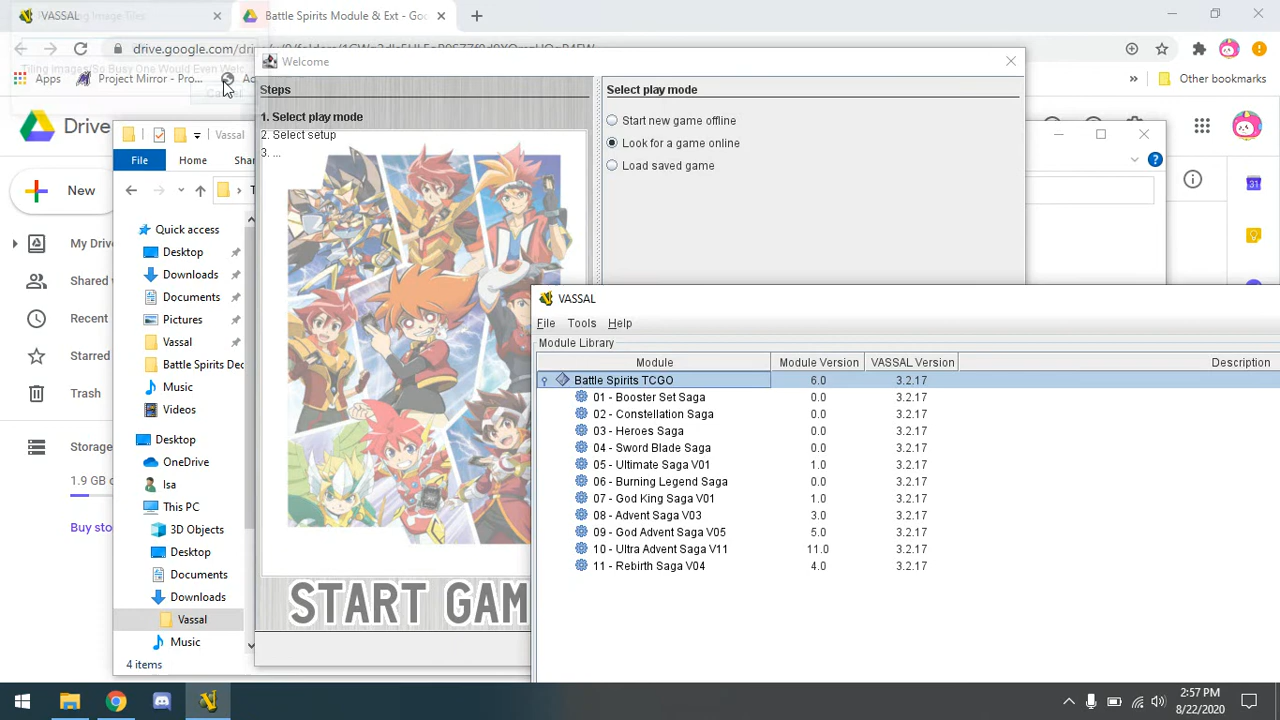 VASSAL
Battle Spirits Module & Ext - Goo
drive.google.com/dri
Apps
Project Mirror - Pro...
Other bookmarks
Drive
New
My Drive
Shared
Recent
Starred
Trash
Storage
1.9 GB
Buy sto
Vassal
File
Home
Shar
Quick access
Desktop
Downloads
Documents
Pictures
Vassal
Battle Spirits Dec
Music
Videos
Desktop
OneDrive
Isa
This PC
3D Objects
Desktop
Documents
Downloads
Vassal
Music
4 items
Welcome
Steps
1. Select play mode
2. Select setup
3. ...
START GAM
Select play mode
Start new game offline
Look for a game online
Load saved game
VASSAL
File Tools Help
Module Library
Module Module Version VASSAL Version Description
Battle Spirits TCGO 6.0 3.2.17
01 - Booster Set Saga 0.0 3.2.17
02 - Constellation Saga 0.0 3.2.17
03 - Heroes Saga 0.0 3.2.17
04 - Sword Blade Saga 0.0 3.2.17
05 - Ultimate Saga V01 1.0 3.2.17
06 - Burning Legend Saga 0.0 3.2.17
07 - God King Saga V01 1.0 3.2.17
08 - Advent Saga V03 3.0 3.2.17
09 - God Advent Saga V05 5.0 3.2.17
10 - Ultra Advent Saga V11 11.0 3.2.17
11 - Rebirth Saga V04 4.0 3.2.17
2:57 PM
8/22/2020